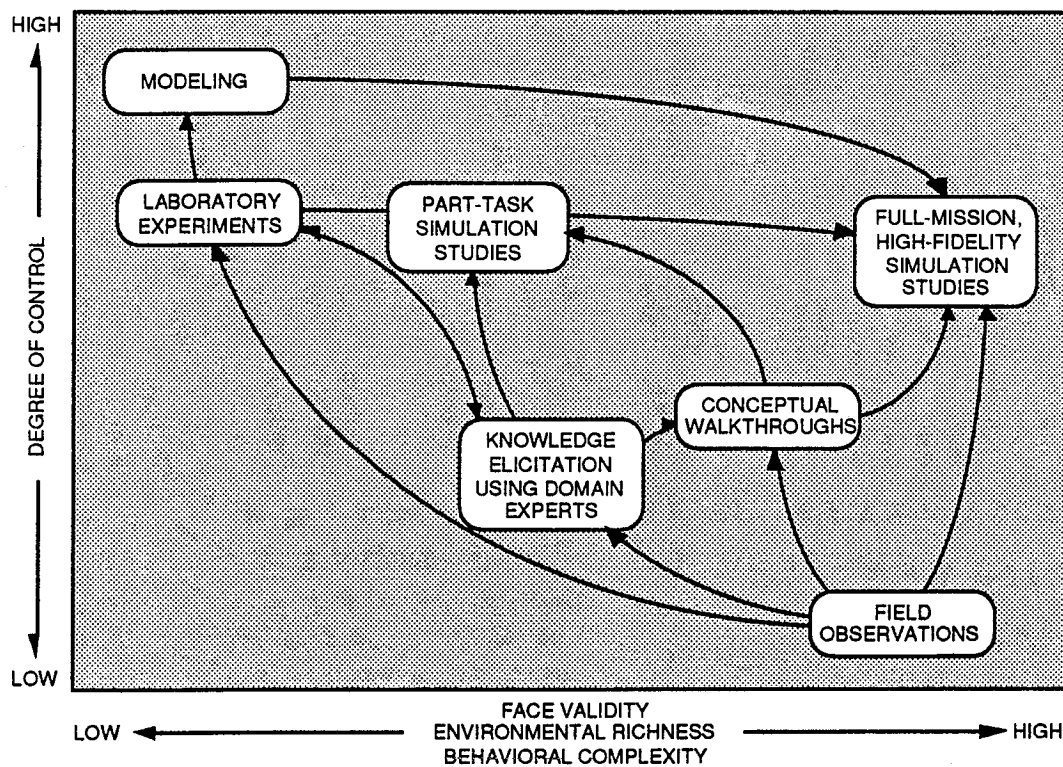 HIGH
MODELING
LABORATORY
EXPERIMENTS
PART-TASK
SIMULATION
STUDIES
FULL-MISSION,
HIGH-FIDELITY
SIMULATION
STUDIES
DEGREE OF CONTROL
CONCEPTUAL
WALKTHROUGHS
KNOWLEDGE
ELICITATION
USING DOMAIN
EXPERTS
FIELD
OBSERVATIONS
LOW
LOW
FACE VALIDITY
ENVIRONMENTAL RICHNESS
BEHAVIORAL COMPLEXITY
HIGH